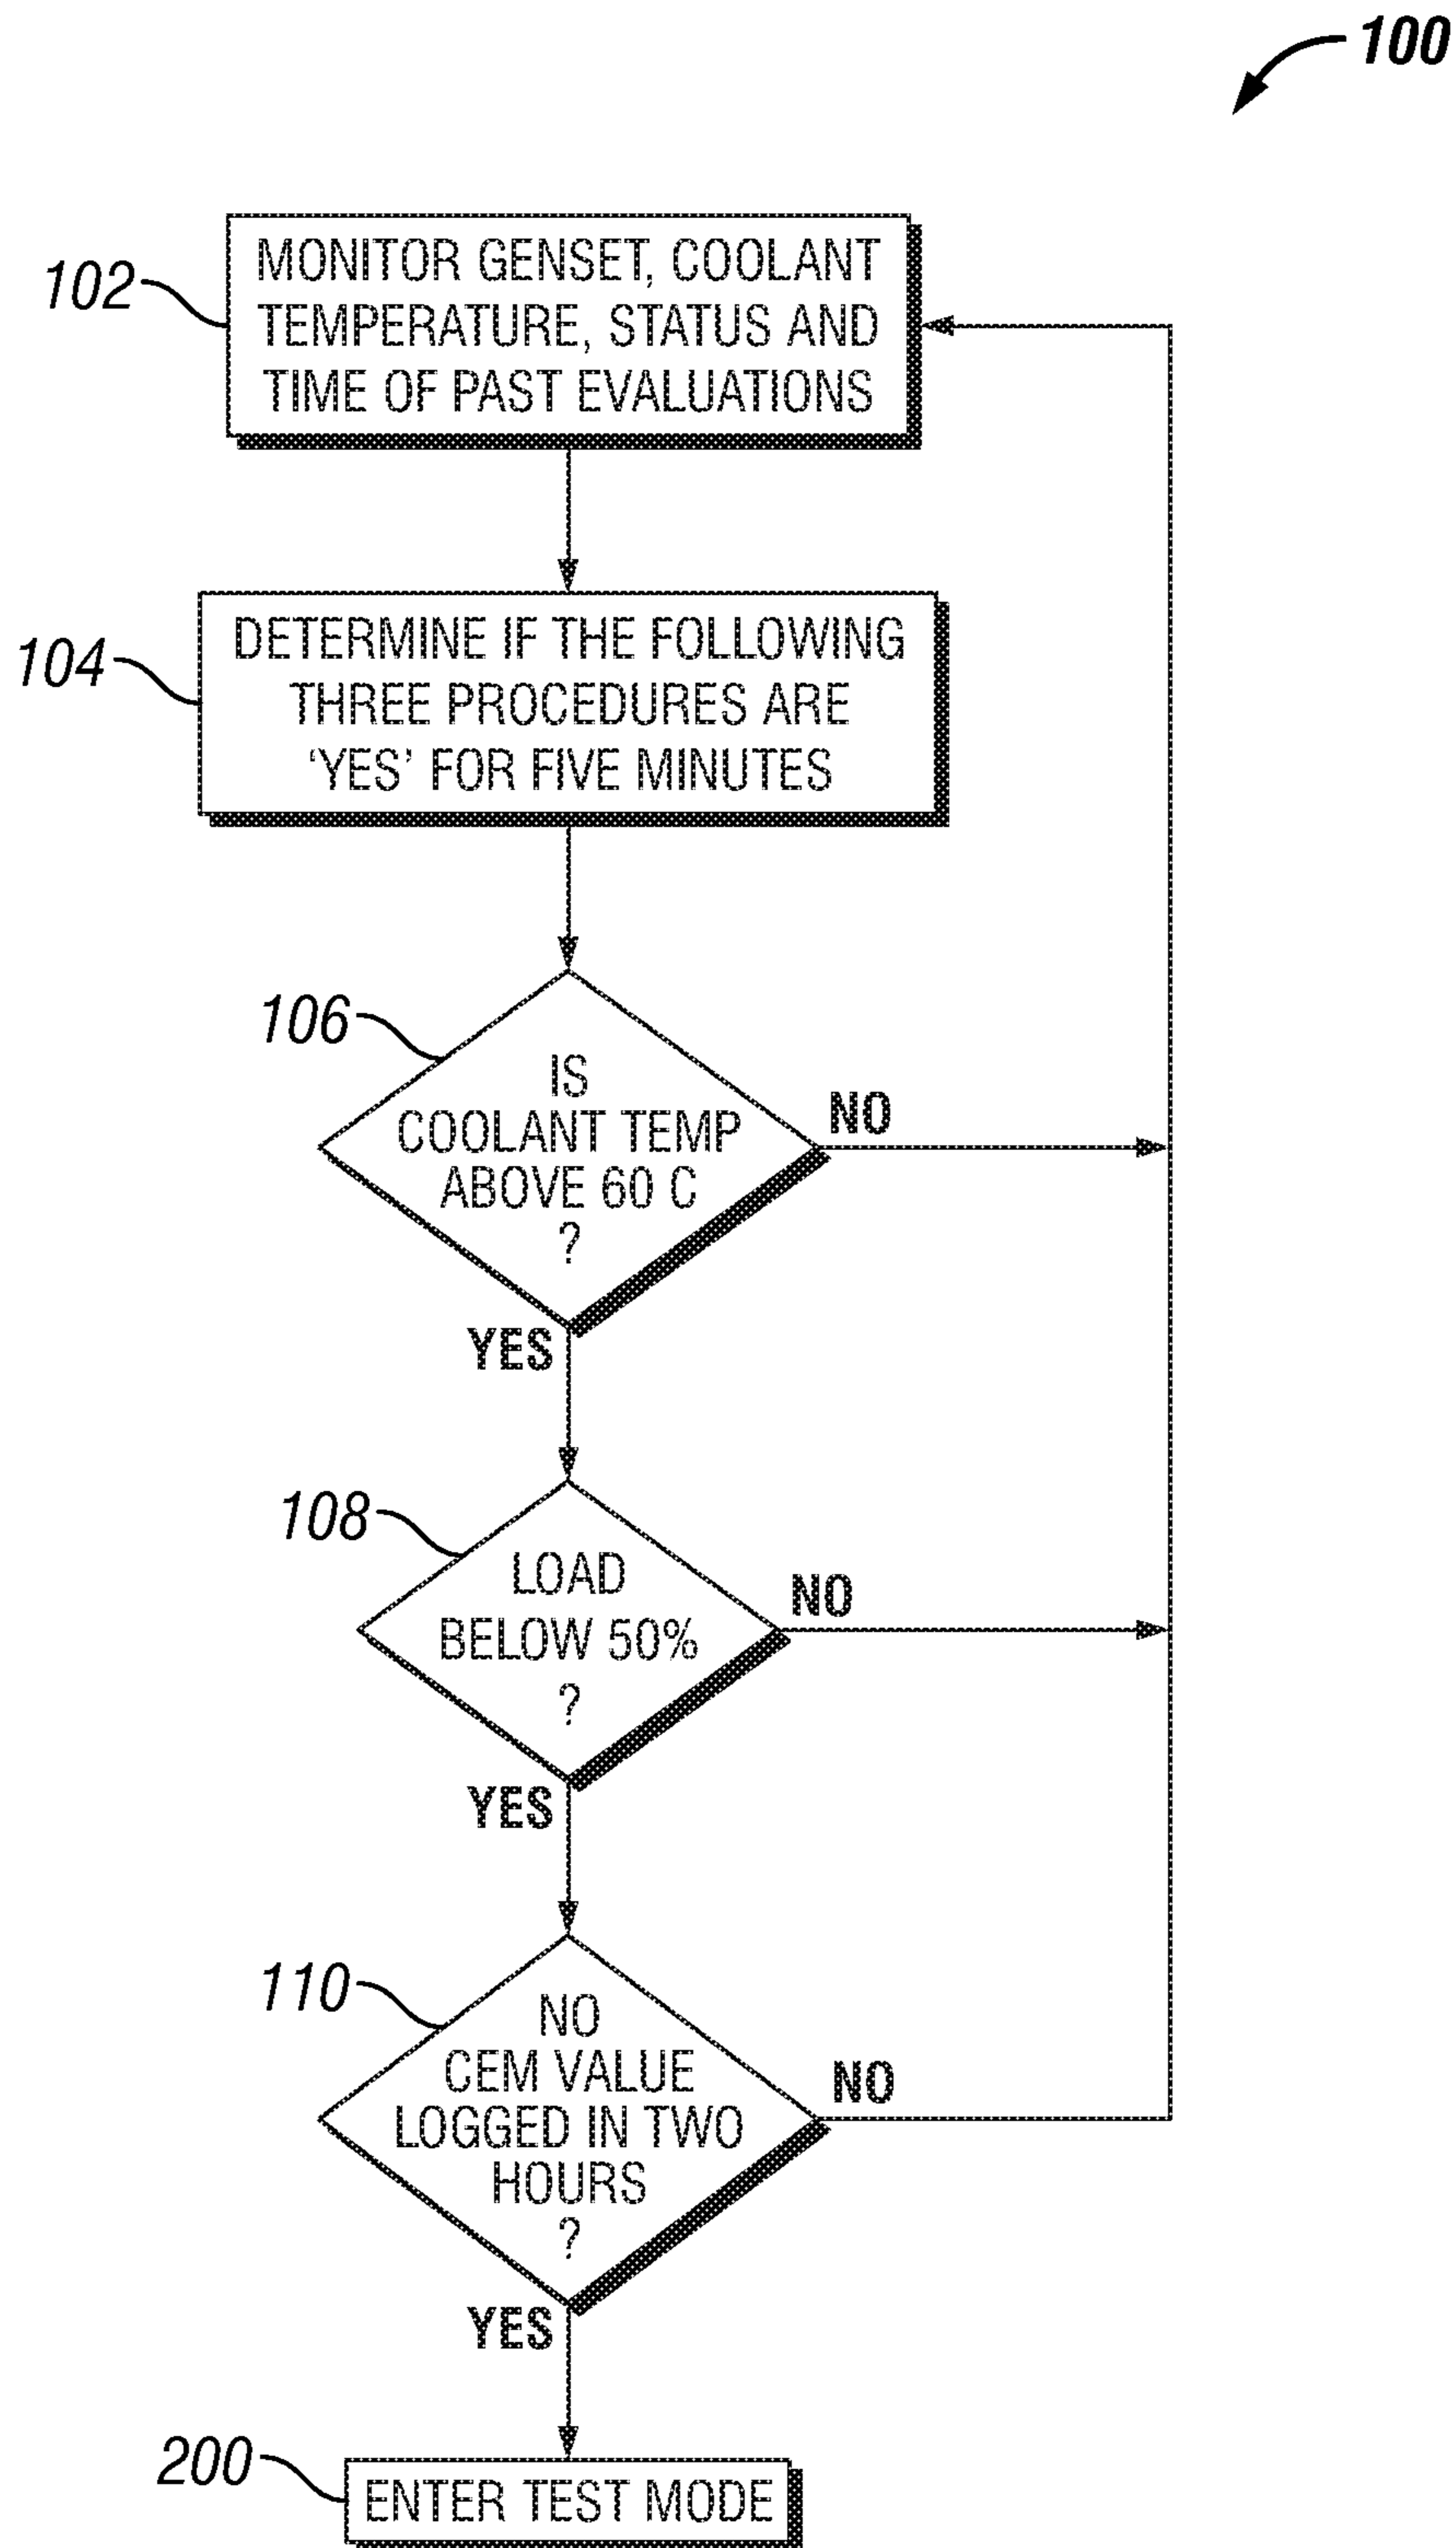 100
102
MONITOR GENSET, COOLANT
TEMPERATURE, STATUS AND
TIME OF PAST EVALUATIONS
104
DETERMINE IF THE FOLLOWING
THREE PROCEDURES ARE
‘YES’ FOR FIVE MINUTES
106
IS
COOLANT TEMP
ABOVE 60 C
?
NO
YES
108
LOAD
BELOW 50%
?
NO
YES
110
NO
CEM VALUE
LOGGED IN TWO
HOURS
?
NO
YES
200
ENTER TEST MODE